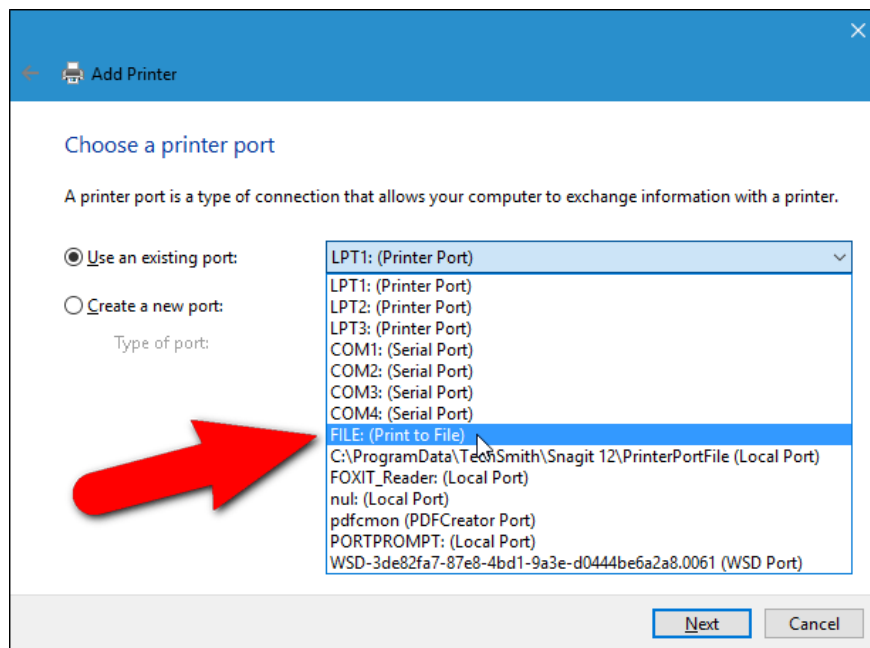 Add Printer
Choose a printer port
A printer port is a type of connection that allows your computer to exchange information with a printer.
Use an existing port:
LPT1: (Printer Port)
Create a new port:
Type of port:
LPT1: (Printer Port)
LPT2: (Printer Port)
LPT3: (Printer Port)
COM1: (Serial Port)
COM2: (Serial Port)
COM3: (Serial Port)
COM4: (Serial Port)
FILE: (Print to File)
C:\ProgramData\TechSmith\Snagit 12\PrinterPortFile (Local Port)
FOXIT_Reader: (Local Port)
nul: (Local Port)
pdfcmon (PDFCreator Port)
PORTPROMPT: (Local Port)
WSD-3de82fa7-87e8-4bd1-9a3e-d0444be6a2a8.0061 (WSD Port)
Next
Cancel